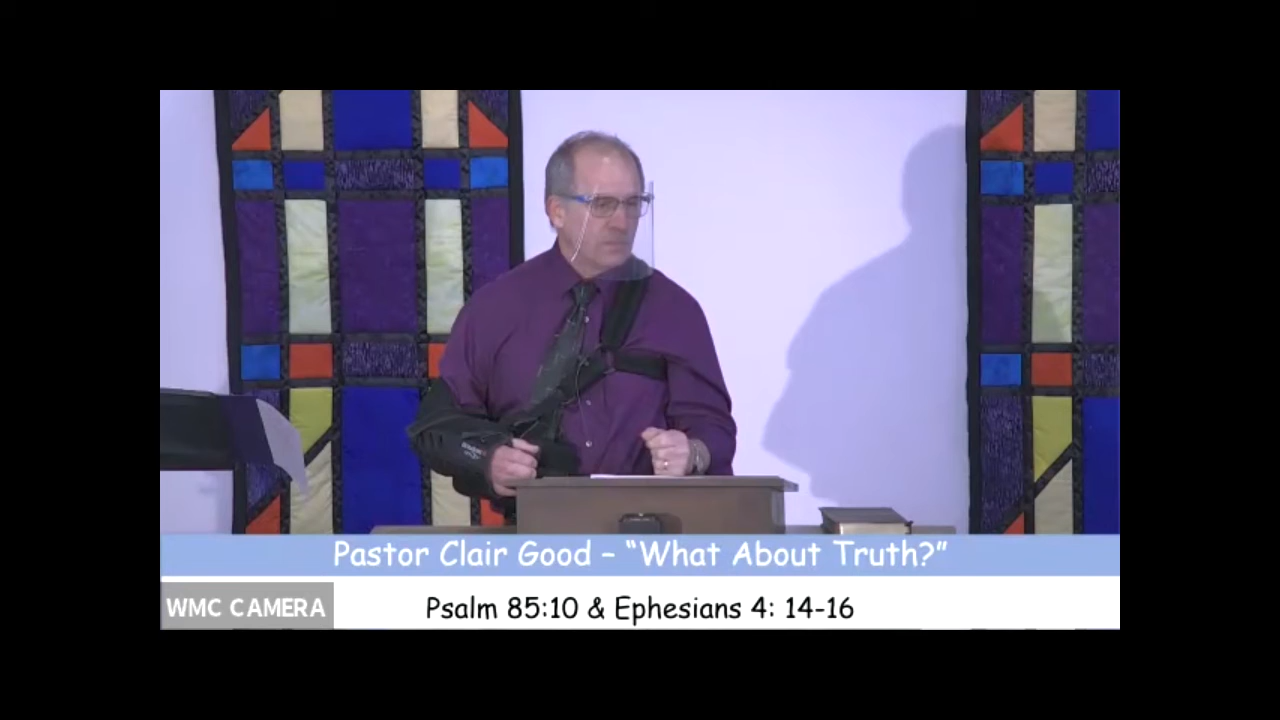 Pastor Clair Good – “What About Truth?”
WMC CAMERA
Psalm 85:10 & Ephesians 4: 14-16